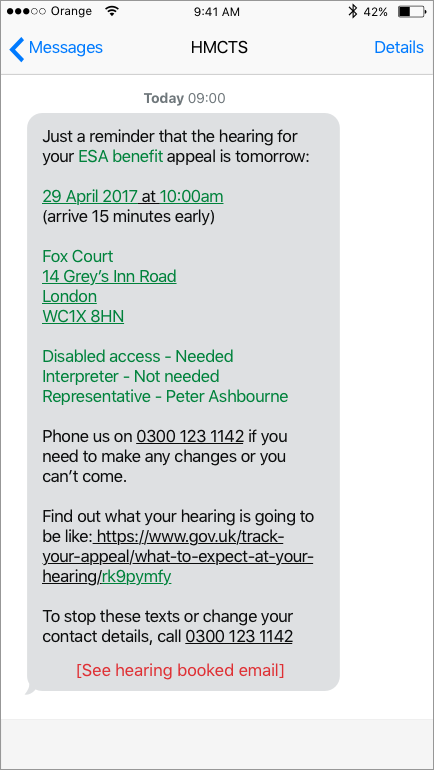 Orange 9:41 AM 42%
Messages HMCTS Details
Today 09:00
Just a reminder that the hearing for
your ESA benefit appeal is tomorrow:
29 April 2017 at 10:00am
(arrive 15 minutes early)
Fox Court
14 Grey’s Inn Road
London
WC1X 8HN
Disabled access - Needed
Interpreter - Not needed
Representative - Peter Ashbourne
Phone us on 0300 123 1142 if you
need to make any changes or you
can’t come.
Find out what your hearing is going to
be like: https://www.gov.uk/track-
your-appeal/what-to-expect-at-your-
hearing/rk9pymfy
To stop these texts or change your
contact details, call 0300 123 1142
[See hearing booked email]